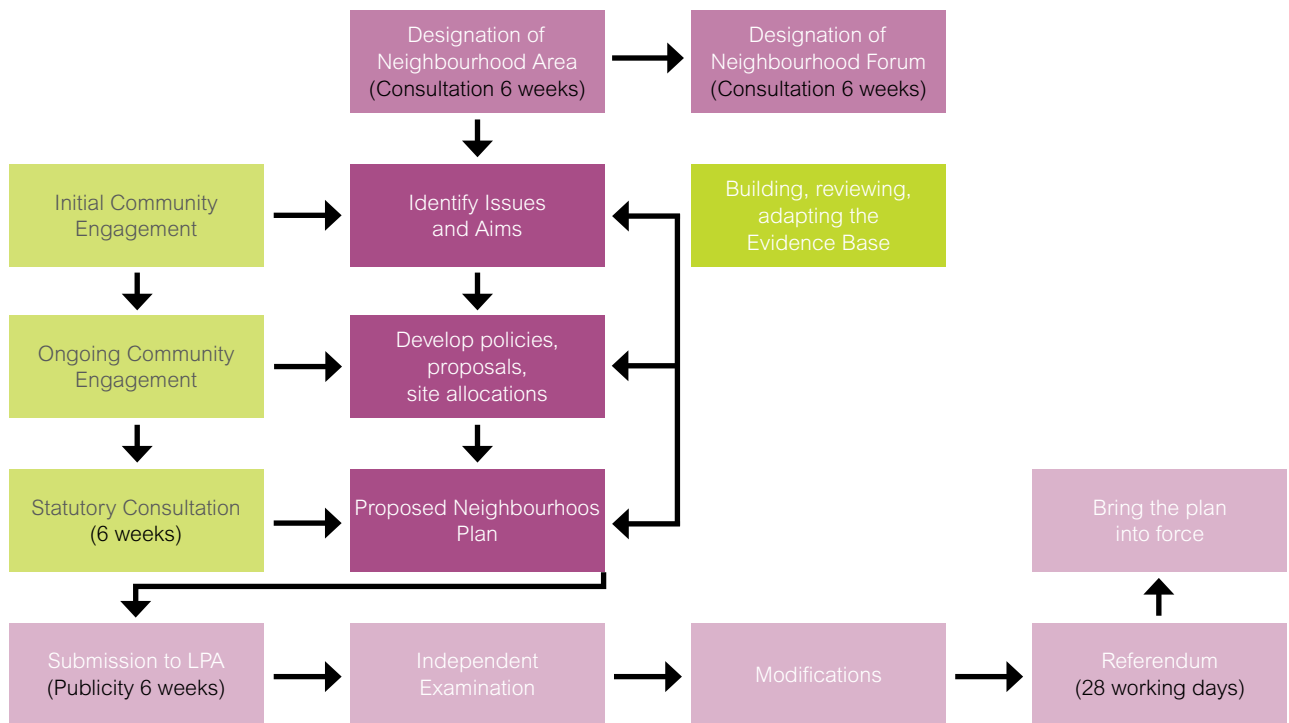 Designation of
Neighbourhood Area
(Consultation 6 weeks)
Designation of
Neighbourhood Forum
(Consultation 6 weeks)
Initial Community
Engagement
Identify Issues
and Aims
Building, reviewing,
adapting the
Evidence Base
Ongoing Community
Engagement
Develop policies,
proposals,
site allocations
Statutory Consultation
(6 weeks)
Proposed Neighbourhoos
Plan
Bring the plan
into force
Submission to LPA
(Publicity 6 weeks)
Independent
Examination
Modifications
Referendum
(28 working days)